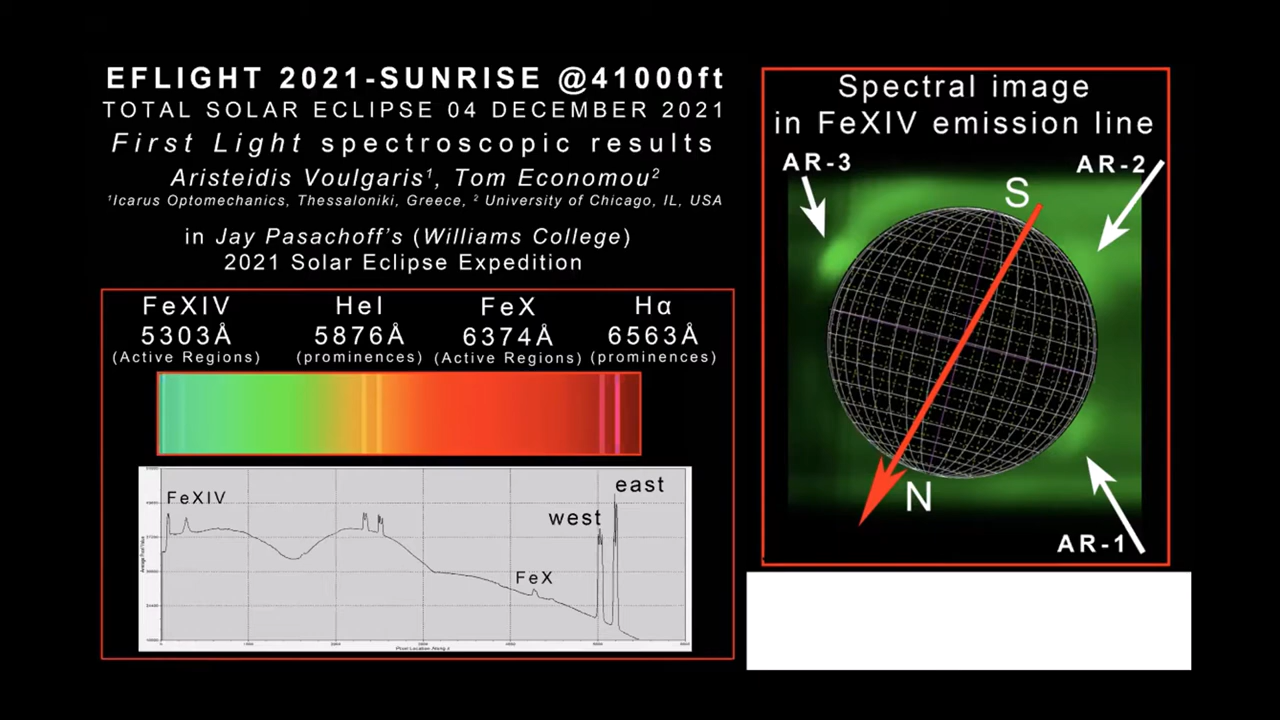 EFLIGHT 2021-SUNRISE @41000ft
TOTAL SOLAR ECLIPSE 04 DECEMBER 2021
First Light spectroscopic results
Aristeidis Voulgaris¹, Tom Economou²
¹Icarus Optomechanics, Thessaloniki, Greece, ² University of Chicago, IL, USA
in Jay Pasachoff's (Williams College)
2021 Solar Eclipse Expedition
FeXIV HeI FeX Hα
5303Å 5876Å 6374Å 6563Å
(Active Regions) (prominences) (Active Regions) (prominences)
FeXIV
east
west
FeX
Pixel Location Along X
Spectral image
in FeXIV emission line
AR-3
AR-2
S
N
AR-1